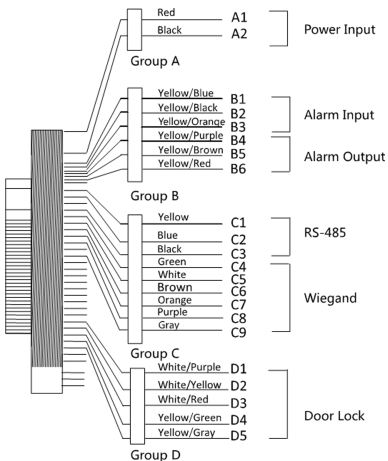 Red A1
Black A2
Power Input
Group A
Yellow/Blue B1
Yellow/Black B2
Yellow/Orange B3
Alarm Input
Yellow/Purple B4
Yellow/Brown B5
Yellow/Red B6
Alarm Output
Group B
Yellow C1
Blue C2
Black C3
RS-485
Green C4
White C5
Brown C6
Orange C7
Purple C8
Gray C9
Wiegand
Group C
White/Purple D1
White/Yellow D2
White/Red D3
Yellow/Green D4
Yellow/Gray D5
Door Lock
Group D